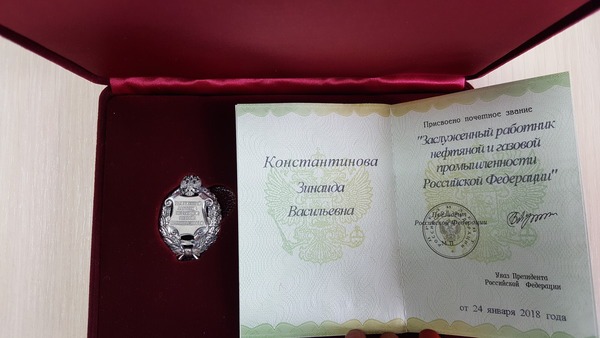 Константинова
Зинаида
Васильевна
Присвоено почетное звание
"Заслуженный работник
нефтяной и газовой
промышленности
Российской Федерации"
Президент
Российской Федерации
М.П.
Указ Президента
Российской Федерации
от 24 января 2018 года